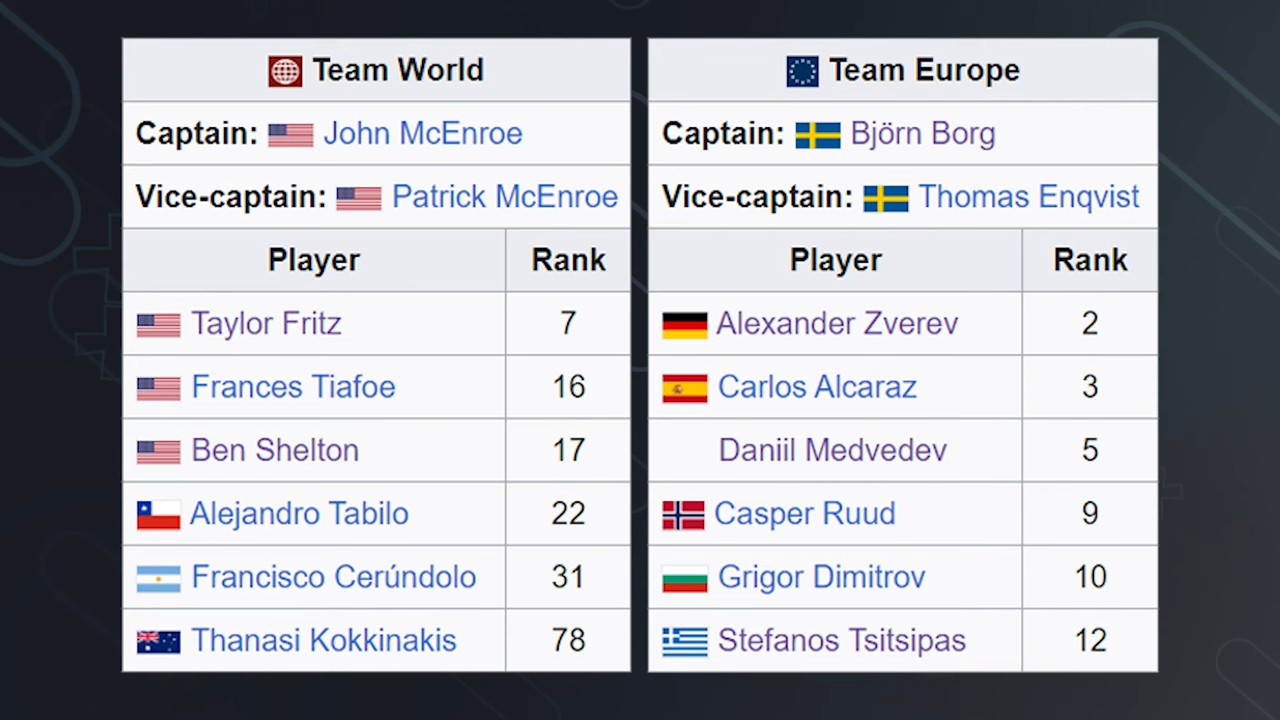 Team World
Captain: John McEnroe
Vice-captain: Patrick McEnroe
Player Rank
Taylor Fritz 7
Frances Tiafoe 16
Ben Shelton 17
Alejandro Tabilo 22
Francisco Cerúndolo 31
Thanasi Kokkinakis 78
Team Europe
Captain: Björn Borg
Vice-captain: Thomas Enqvist
Player Rank
Alexander Zverev 2
Carlos Alcaraz 3
Daniil Medvedev 5
Casper Ruud 9
Grigor Dimitrov 10
Stefanos Tsitsipas 12